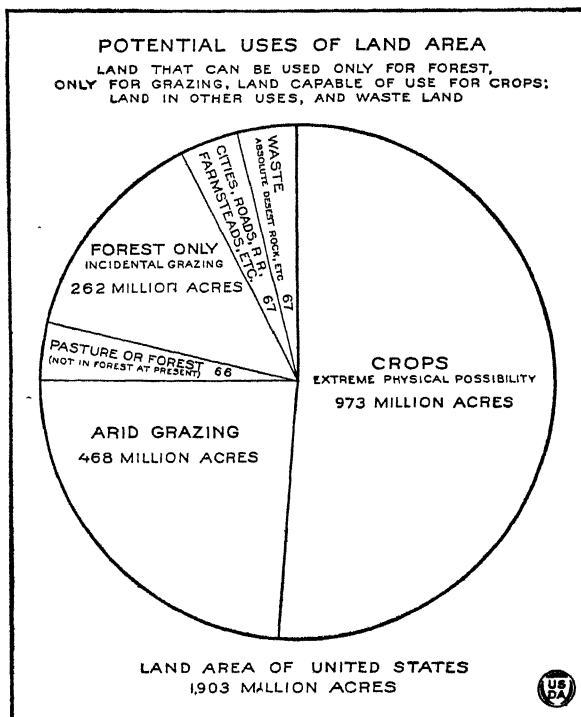 POTENTIAL USES OF LAND AREA
LAND THAT CAN BE USED ONLY FOR FOREST,
ONLY FOR GRAZING, LAND CAPABLE OF USE FOR CROPS;
LAND IN OTHER USES, AND WASTE LAND
WASTE
ABSOLUTE DESERT ROCK, ETC
67
CITIES, ROADS, R R,
FARMSTEADS, ETC.
67
FOREST ONLY
INCIDENTAL GRAZING
262 MILLION ACRES
PASTURE OR FOREST
(NOT IN FOREST AT PRESENT) 66
CROPS
EXTREME PHYSICAL POSSIBILITY
973 MILLION ACRES
ARID GRAZING
468 MILLION ACRES
LAND AREA OF UNITED STATES
1,903 MILLION ACRES
US
DA